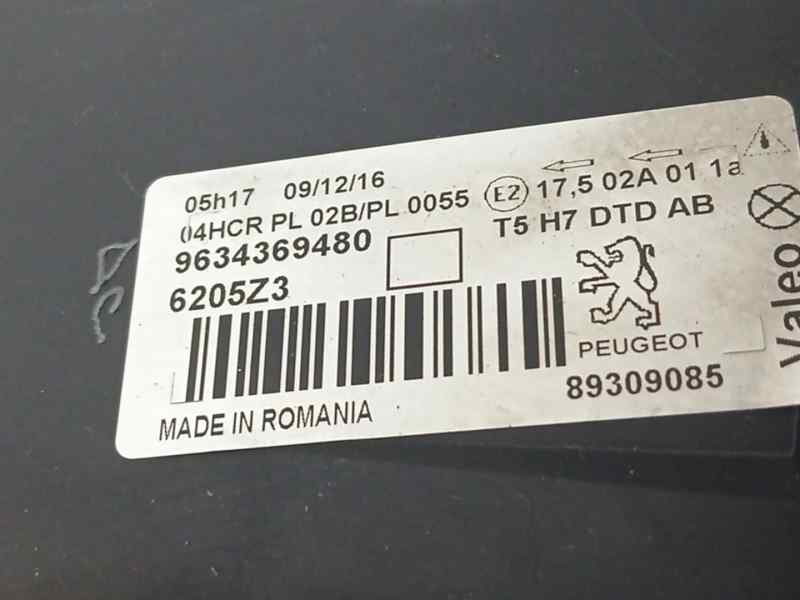 05h17 09/12/16
04HCR PL 02B/PL 0055 E2 17,5 02A 01 1a
T5 H7 DTD AB
9634369480
6205Z3
PEUGEOT
89309085
MADE IN ROMANIA
Valeo